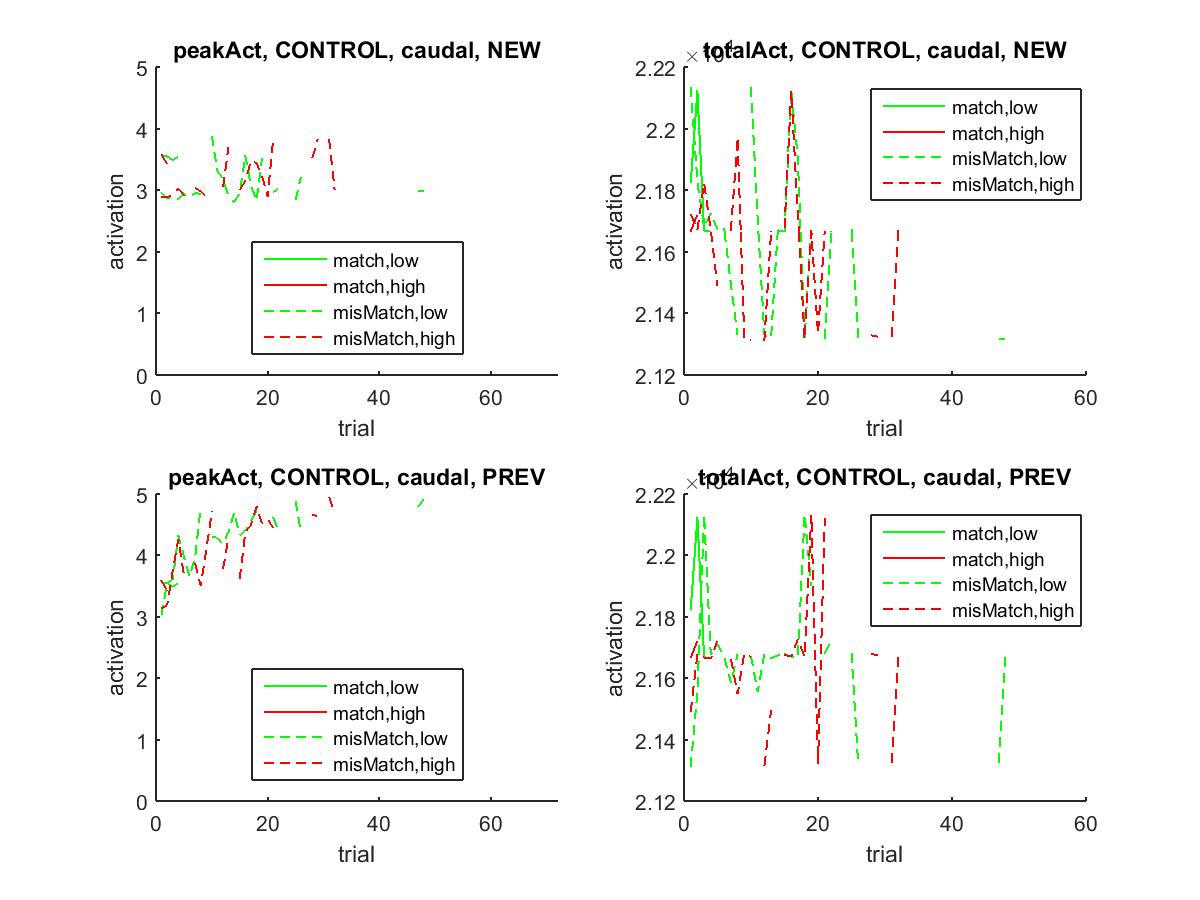 peakAct, CONTROL, caudal, NEW
5
4
3
2
1
0
activation
0 20 40 60
trial
match,low
match,high
misMatch,low
misMatch,high
totalAct, CONTROL, caudal, NEW
2.22
2.2
2.18
2.16
2.14
2.12
activation
0 20 40 60
trial
match,low
match,high
misMatch,low
misMatch,high
peakAct, CONTROL, caudal, PREV
5
4
3
2
1
0
activation
0 20 40 60
trial
match,low
match,high
misMatch,low
misMatch,high
totalAct, CONTROL, caudal, PREV
2.22
2.2
2.18
2.16
2.14
2.12
activation
0 20 40 60
trial
match,low
match,high
misMatch,low
misMatch,high